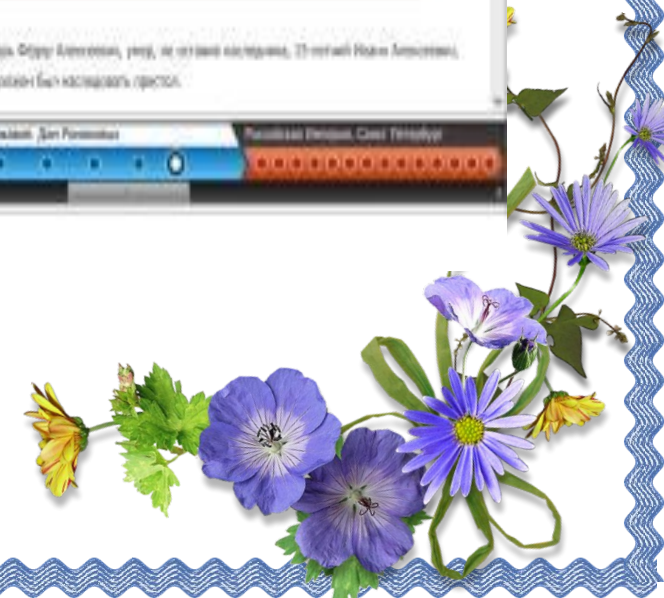 Фёдор Алексеевич, умер, не оставив наследника, 15-летний Иоанн Алексеевич,
должен был наследовать престол.
Дом Романовых
Российская Империя, Санкт-Петербург